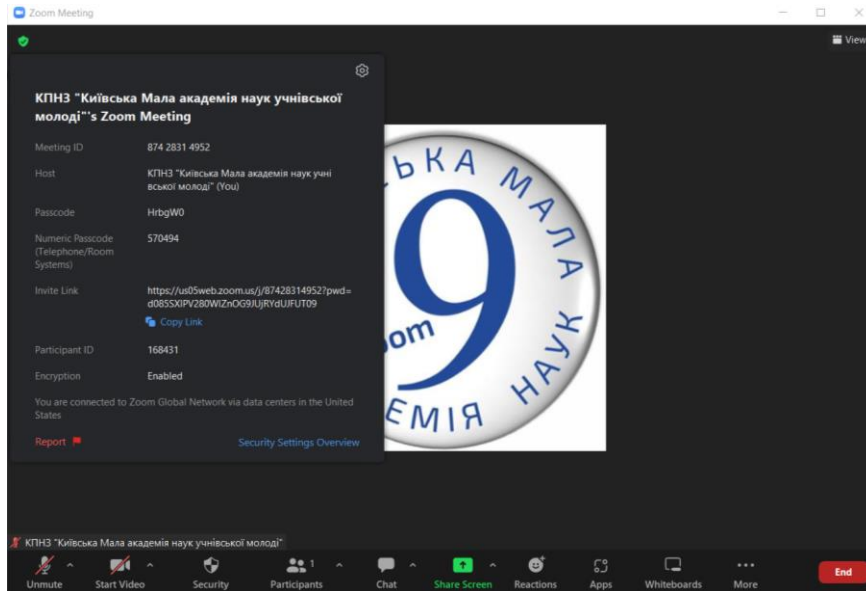 Zoom Meeting
View
КПНЗ "Київська Мала академія наук учнівської
молоді"'s Zoom Meeting
Meeting ID 874 2831 4952
Host КПНЗ "Київська Мала академія наук учні
вської молоді" (You)
Passcode HrbgW0
Numeric Passcode 570494
(Telephone/Room
Systems)
Invite Link https://us05web.zoom.us/j/87428314952?pwd=
Copy Link
Participant ID 168431
Encryption Enabled
You are connected to Zoom Global Network via data centers in the United
States
Report Security Settings Overview
ЬКА МАЛА
9
oom
ЕМІЯ НАУК
КПНЗ "Київська Мала академія наук учнівської молоді"
1
Unmute Start Video Security Participants Chat Share Screen Reactions Apps Whiteboards More End